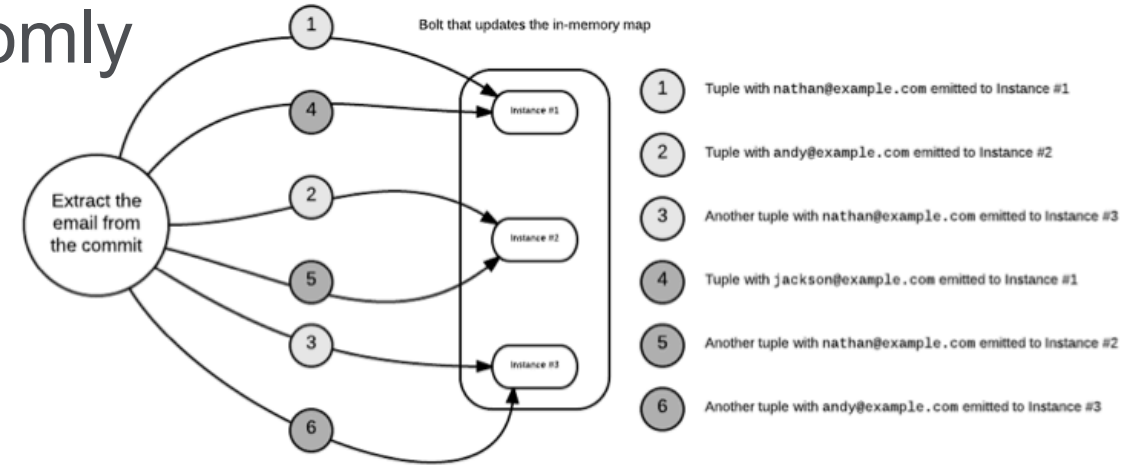 omly
Bolt that updates the in-memory map
1
4
2
5
3
6
Extract the
email from
the commit
Instance #1
Instance #2
Instance #3
1 Tuple with nathan@example.com emitted to Instance #1
2 Tuple with andy@example.com emitted to Instance #2
3 Another tuple with nathan@example.com emitted to Instance #3
4 Tuple with jackson@example.com emitted to Instance #1
5 Another tuple with nathan@example.com emitted to Instance #2
6 Another tuple with andy@example.com emitted to Instance #3